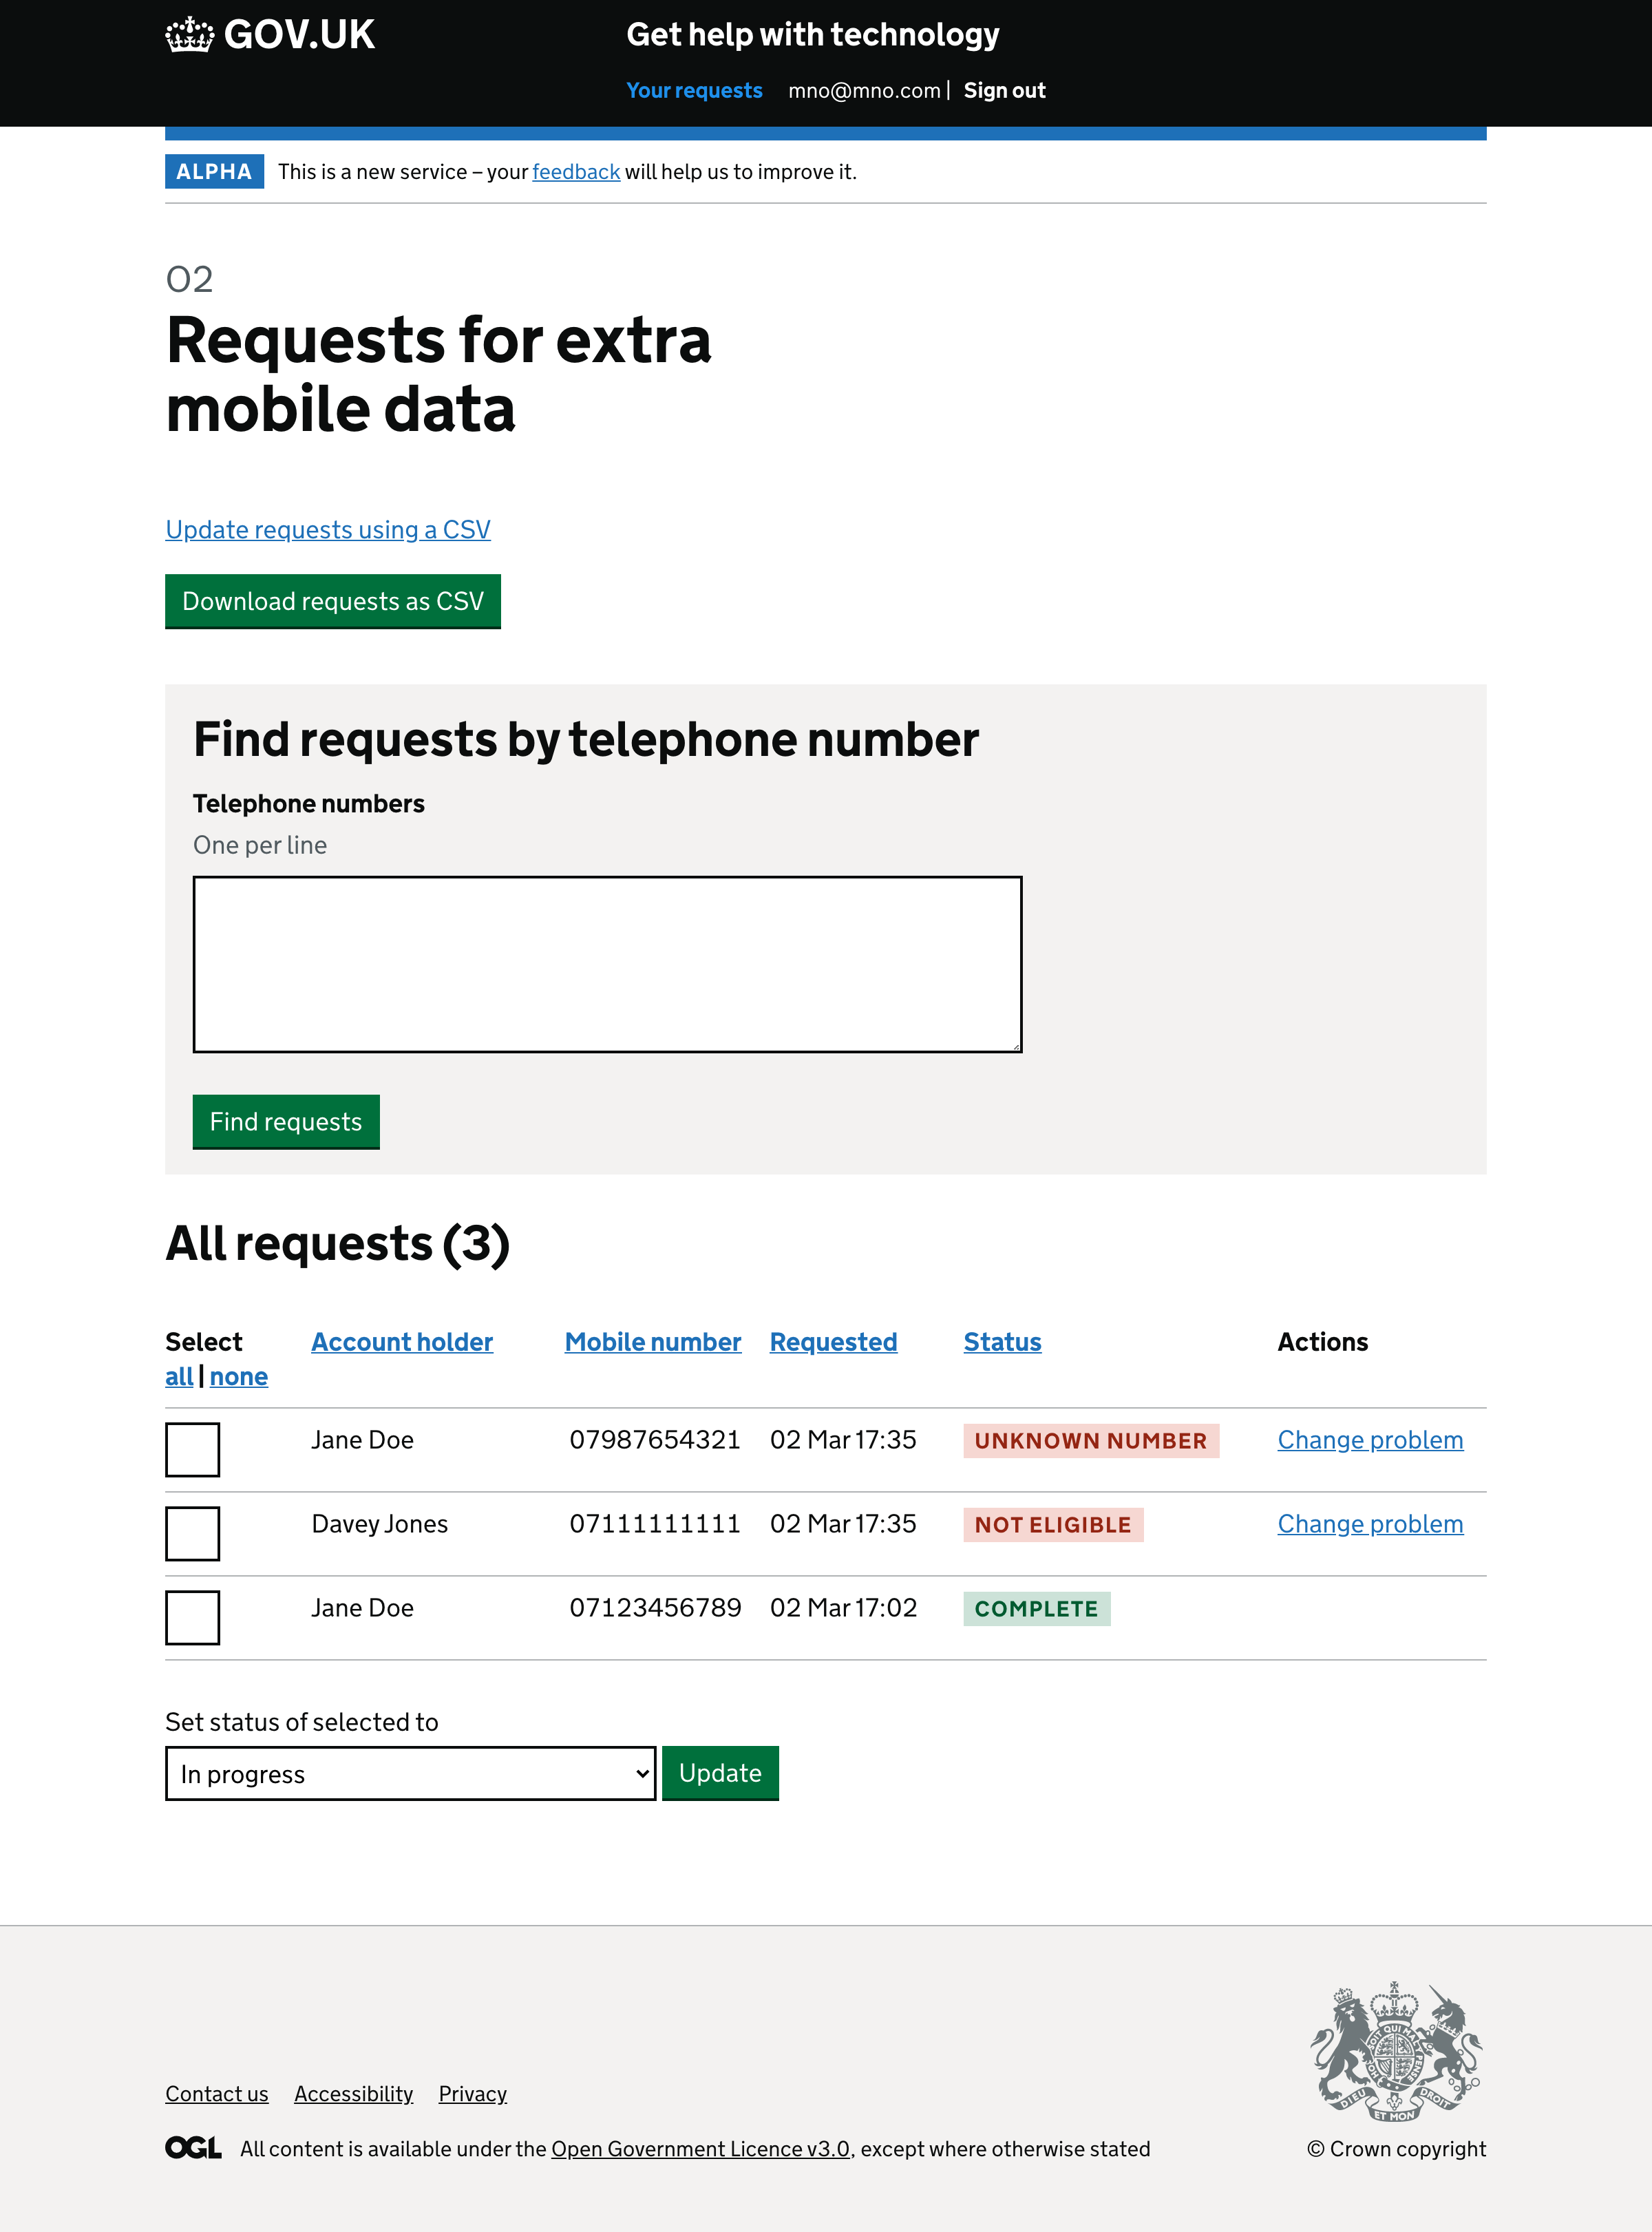 GOV.UK
Get help with technology
Your requests mno@mno.com | Sign out
ALPHA This is a new service – your feedback will help us to improve it.
O2
Requests for extra
mobile data
Update requests using a CSV
Download requests as CSV
Find requests by telephone number
Telephone numbers
One per line
Find requests
All requests (3)
Select Account holder Mobile number Requested Status Actions
all | none
Jane Doe 07987654321 02 Mar 17:35 UNKNOWN NUMBER Change problem
Davey Jones 07111111111 02 Mar 17:35 NOT ELIGIBLE Change problem
Jane Doe 07123456789 02 Mar 17:02 COMPLETE
Set status of selected to
In progress Update
DIEU ET MON DROIT
Contact us Accessibility Privacy
OGL All content is available under the Open Government Licence v3.0, except where otherwise stated © Crown copyright